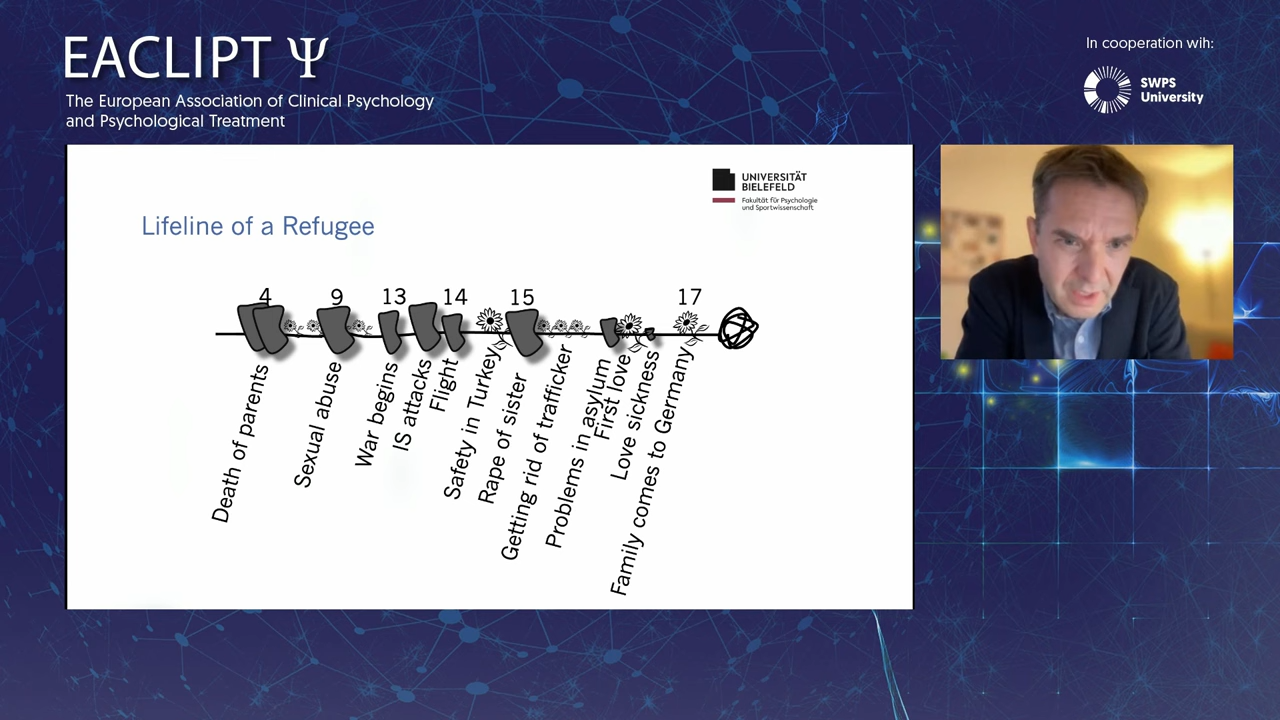 EACLIPT Ψ
The European Association of Clinical Psychology
and Psychological Treatment
In cooperation wih:
SWPS
University
UNIVERSITÄT
BIELEFELD
Fakultät für Psychologie
und Sportwissenschaft
Lifeline of a Refugee
4 9 13 14 15 17
Death of parents
Sexual abuse
War begins
IS attacks
Flight
Safety in Turkey
Rape of sister
Getting rid of trafficker
Problems in asylum
First love
Love sickness
Family comes to Germany